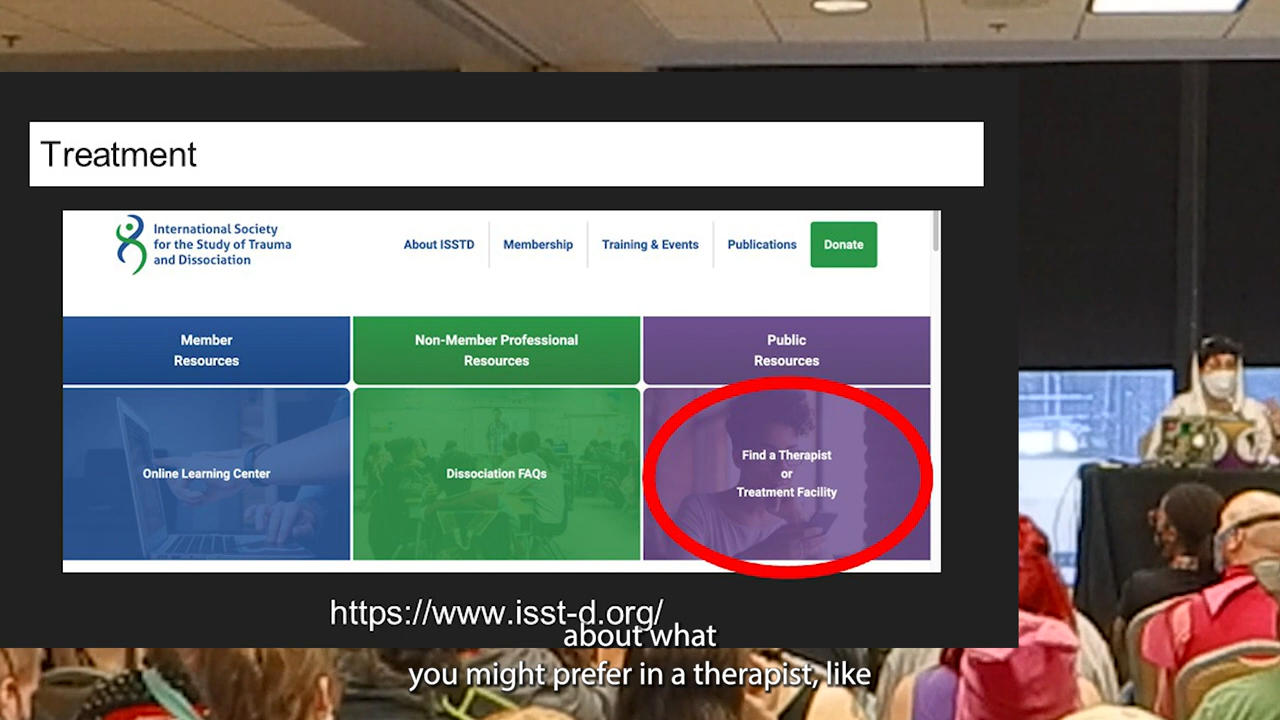 Treatment
International Society
for the Study of Trauma
and Dissociation
About ISSTD
Membership
Training & Events
Publications
Donate
Member
Resources
Non-Member Professional
Resources
Public
Resources
Online Learning Center
Dissociation FAQs
Find a Therapist
or
Treatment Facility
https://www.isst-d.org/
about what
you might prefer in a therapist, like